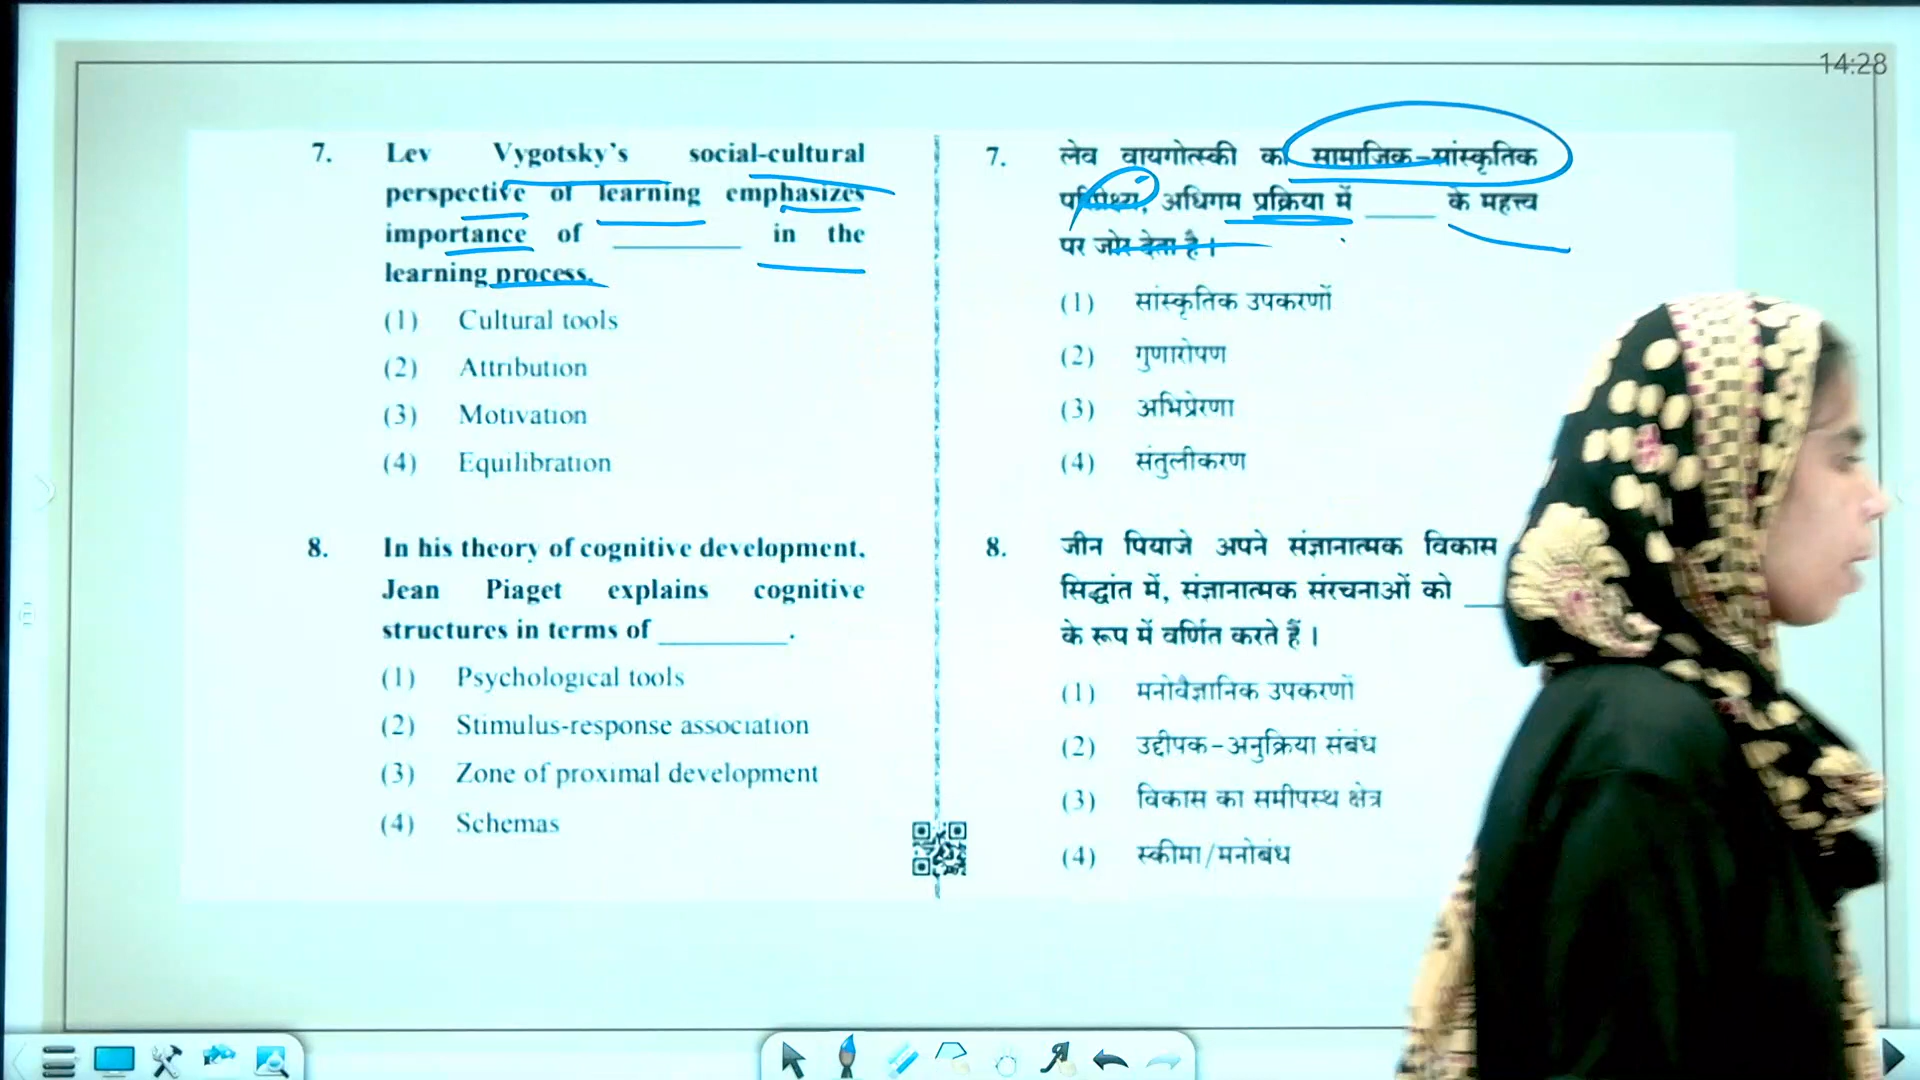 14:28
7. Lev Vygotsky's social-cultural
perspective of learning emphasizes
importance of ________ in the
learning process.
(1) Cultural tools
(2) Attribution
(3) Motivation
(4) Equilibration
8. In his theory of cognitive development,
Jean Piaget explains cognitive
structures in terms of ________.
(1) Psychological tools
(2) Stimulus-response association
(3) Zone of proximal development
(4) Schemas
7. लेव वायगोत्स्की का सामाजिक-सांस्कृतिक
परिप्रेक्ष्य, अधिगम प्रक्रिया में _____ के महत्त्व
पर जोर देता है।
(1) सांस्कृतिक उपकरणों
(2) गुणारोपण
(3) अभिप्रेरणा
(4) संतुलीकरण
8. जीन पियाजे अपने संज्ञानात्मक विकास
सिद्धांत में, संज्ञानात्मक संरचनाओं को __
के रूप में वर्णित करते हैं।
(1) मनोवैज्ञानिक उपकरणों
(2) उद्दीपक-अनुक्रिया संबंध
(3) विकास का समीपस्थ क्षेत्र
(4) स्कीमा/मनोबंध